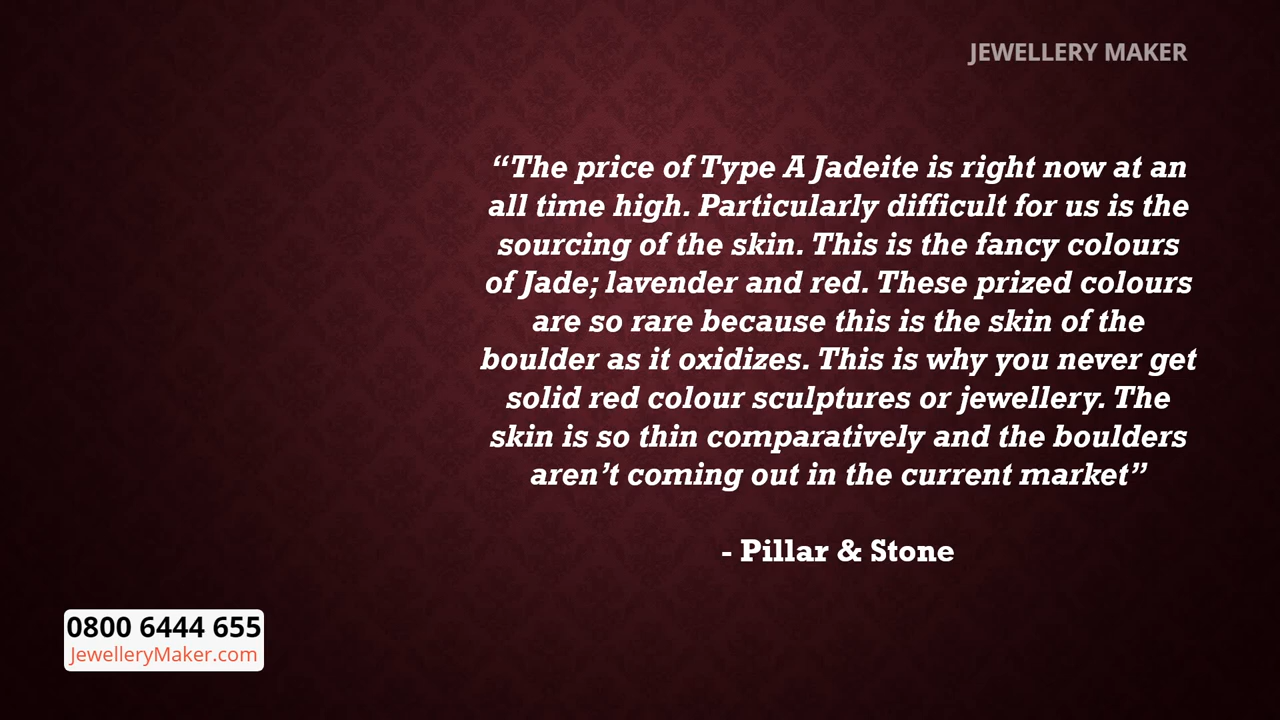 JEWELLERY MAKER
“The price of Type A Jadeite is right now at an
all time high. Particularly difficult for us is the
sourcing of the skin. This is the fancy colours
of Jade; lavender and red. These prized colours
are so rare because this is the skin of the
boulder as it oxidizes. This is why you never get
solid red colour sculptures or jewellery. The
skin is so thin comparatively and the boulders
aren’t coming out in the current market”
- Pillar & Stone
0800 6444 655
JewelleryMaker.com